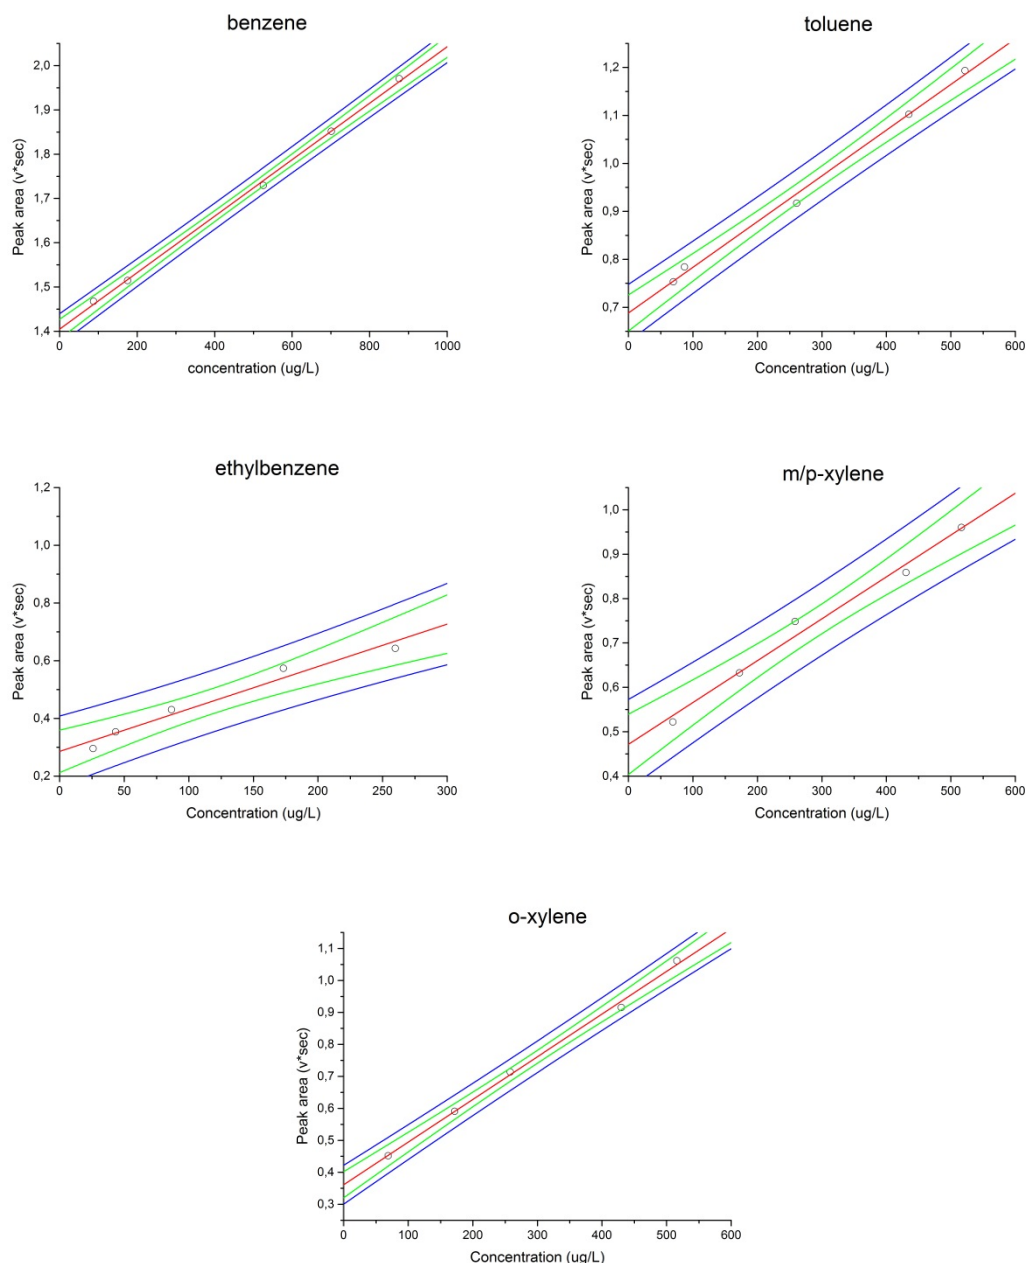 benzene
2,0
1,9
1,8
1,7
1,6
1,5
1,4
Peak area (v*sec)
0 200 400 600 800 1000
concentration (ug/L)
toluene
1,2
1,1
1,0
0,9
0,8
0,7
Peak area (v*sec)
0 100 200 300 400 500 600
Concentration (ug/L)
ethylbenzene
1,2
1,0
0,8
0,6
0,4
0,2
Peak area (v*sec)
0 50 100 150 200 250 300
Concentration (ug/L)
m/p-xylene
1,0
0,9
0,8
0,7
0,6
0,5
0,4
Peak area (v*sec)
0 100 200 300 400 500 600
Concentration (ug/L)
o-xylene
1,1
1,0
0,9
0,8
0,7
0,6
0,5
0,4
0,3
Peak area (v*sec)
0 100 200 300 400 500 600
Concentration (ug/L)